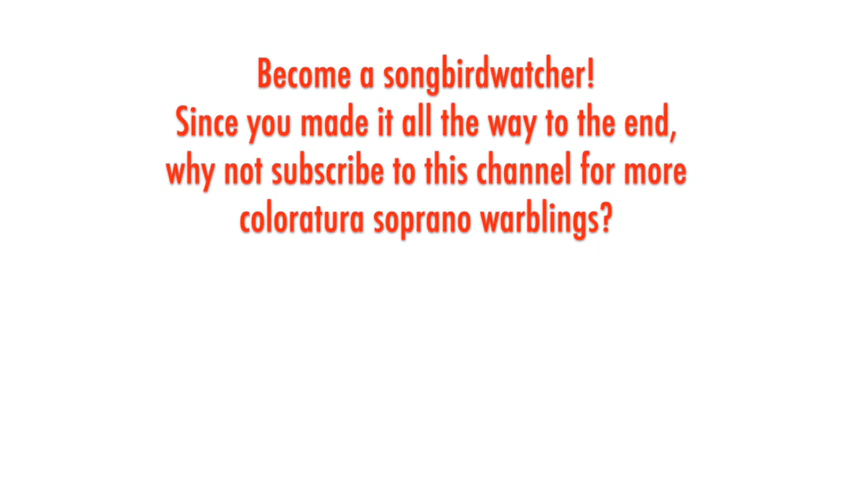 Become a songbirdwatcher!
Since you made it all the way to the end,
why not subscribe to this channel for more
coloratura soprano warblings?